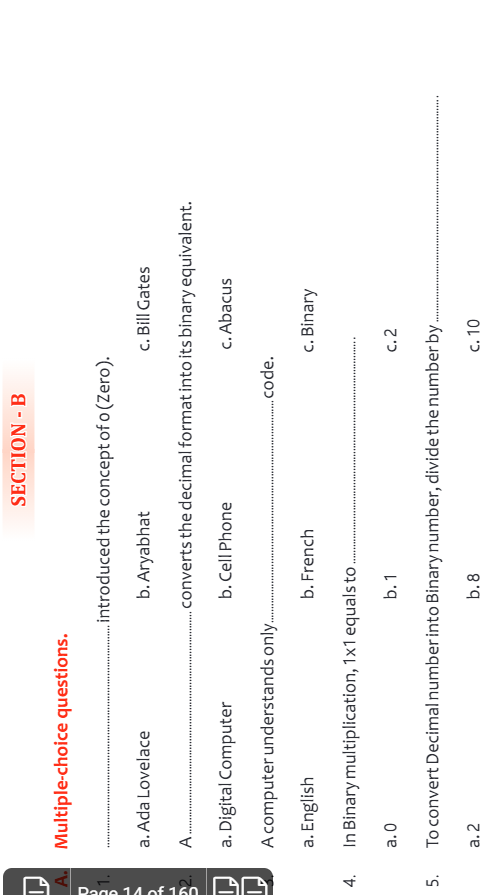 SECTION - B
A. Multiple-choice questions.
1. ........ introduced the concept of 0 (Zero).
a. Ada Lovelace b. Aryabhat c. Bill Gates
2. A ........ converts the decimal format into its binary equivalent.
a. Digital Computer b. Cell Phone c. Abacus
3. A computer understands only ........ code.
a. English b. French c. Binary
4. In Binary multiplication, 1x1 equals to ........
a. 0 b. 1 c. 2
5. To convert Decimal number into Binary number, divide the number by ........
a. 2 b. 8 c. 10
Page 14 of 160